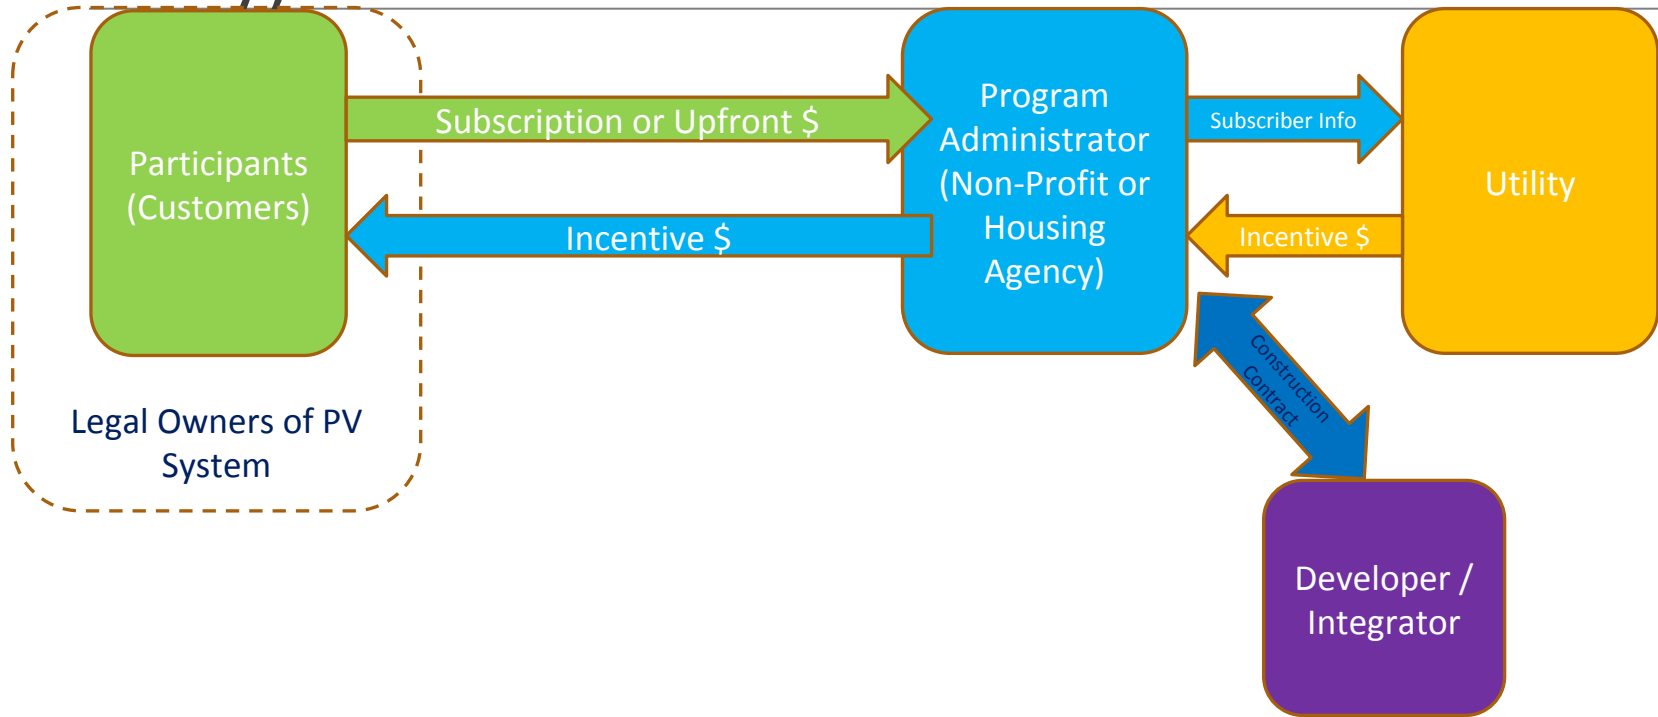 Participants
(Customers)
Subscription or Upfront $
Incentive $
Legal Owners of PV
System
Program
Administrator
(Non-Profit or
Housing
Agency)
Subscriber Info
Incentive $
Utility
Construction
Contract
Developer /
Integrator